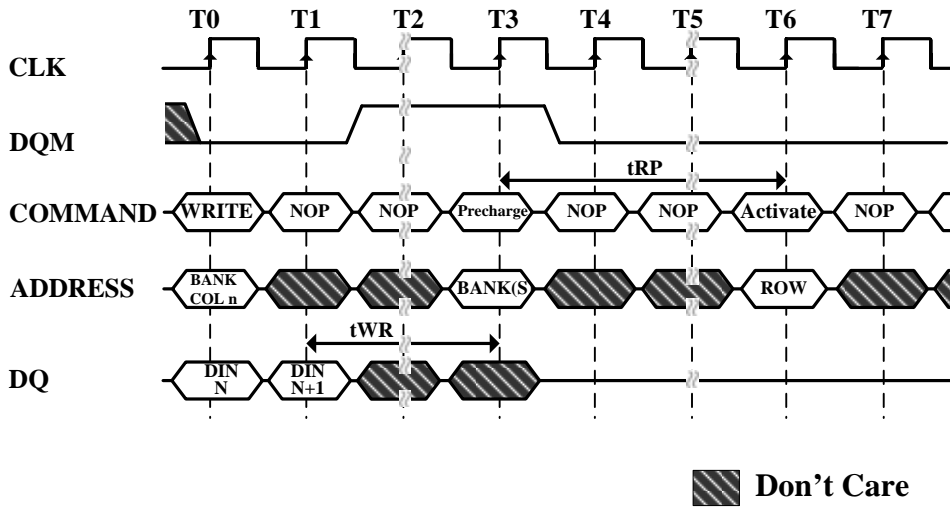 T0 T1 T2 T3 T4 T5 T6 T7
CLK
DQM
tRP
COMMAND WRITE NOP NOP Precharge NOP NOP Activate NOP
ADDRESS BANK COL n BANK(S ROW
tWR
DQ DIN N DIN N+1
Don't Care